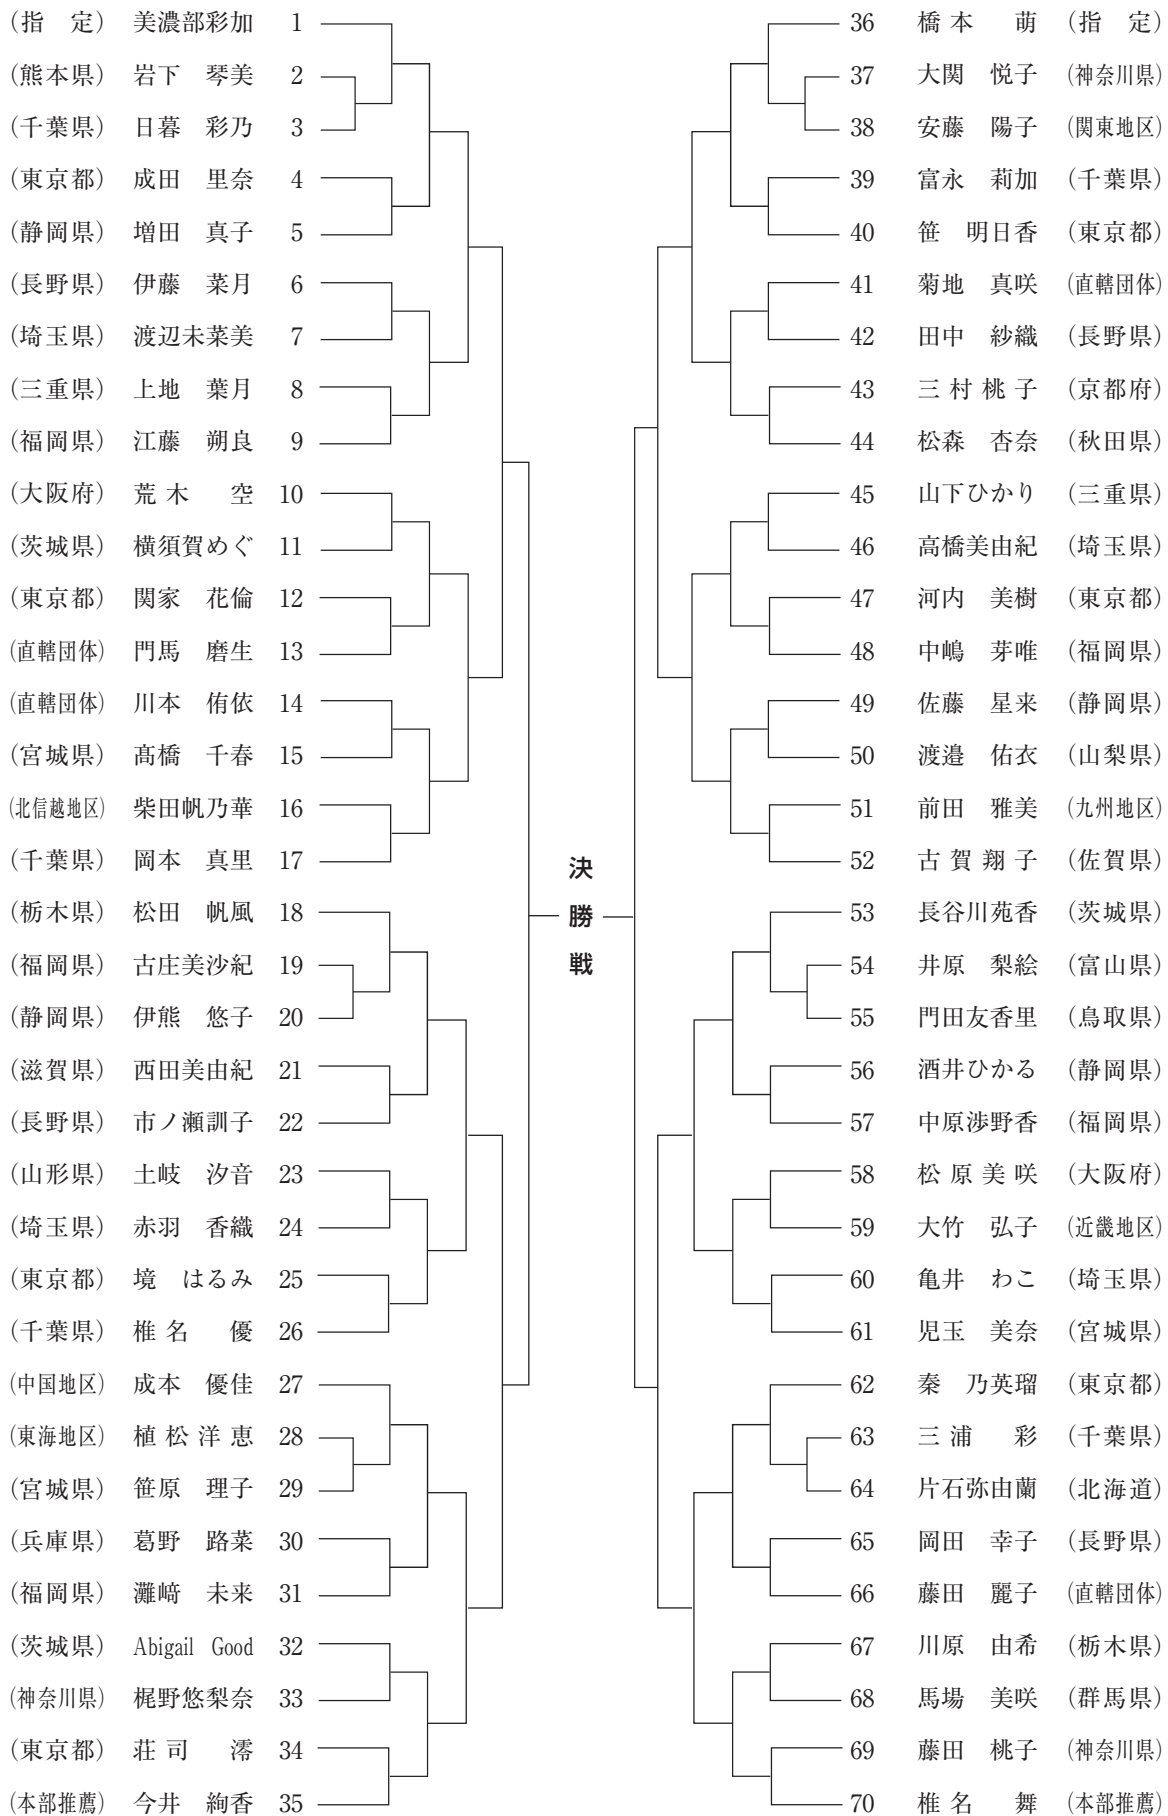 (指　定)　美濃部彩加　1
(熊本県)　岩下　琴美　2
(千葉県)　日暮　彩乃　3
(東京都)　成田　里奈　4
(静岡県)　増田　真子　5
(長野県)　伊藤　菜月　6
(埼玉県)　渡辺未菜美　7
(三重県)　上地　葉月　8
(福岡県)　江藤　朔良　9
(大阪府)　荒木　空　10
(茨城県)　横須賀めぐ　11
(東京都)　関家　花倫　12
(直轄団体)　門馬　磨生　13
(直轄団体)　川本　侑依　14
(宮城県)　髙橋　千春　15
(北信越地区)　柴田帆乃華　16
(千葉県)　岡本　真里　17
(栃木県)　松田　帆風　18
(福岡県)　古庄美沙紀　19
(静岡県)　伊熊　悠子　20
(滋賀県)　西田美由紀　21
(長野県)　市ノ瀬訓子　22
(山形県)　土岐　汐音　23
(埼玉県)　赤羽　香織　24
(東京都)　境　はるみ　25
(千葉県)　椎名　優　26
(中国地区)　成本　優佳　27
(東海地区)　植松洋恵　28
(宮城県)　笹原　理子　29
(兵庫県)　葛野　路菜　30
(福岡県)　灘﨑　未来　31
(茨城県)　Abigail Good　32
(神奈川県)　梶野悠梨奈　33
(東京都)　荘司　澪　34
(本部推薦)　今井　絢香　35
決
勝
戦
36　橋本　萌　(指　定)
37　大関　悦子　(神奈川県)
38　安藤　陽子　(関東地区)
39　富永　莉加　(千葉県)
40　笹　明日香　(東京都)
41　菊地　真咲　(直轄団体)
42　田中　紗織　(長野県)
43　三村桃子　(京都府)
44　松森　杏奈　(秋田県)
45　山下ひかり　(三重県)
46　高橋美由紀　(埼玉県)
47　河内　美樹　(東京都)
48　中嶋　芽唯　(福岡県)
49　佐藤　星来　(静岡県)
50　渡邉　佑衣　(山梨県)
51　前田　雅美　(九州地区)
52　古賀翔子　(佐賀県)
53　長谷川苑香　(茨城県)
54　井原　梨絵　(富山県)
55　門田友香里　(鳥取県)
56　酒井ひかる　(静岡県)
57　中原渉野香　(福岡県)
58　松原美咲　(大阪府)
59　大竹　弘子　(近畿地区)
60　亀井　わこ　(埼玉県)
61　児玉　美奈　(宮城県)
62　秦　乃英瑠　(東京都)
63　三浦　彩　(千葉県)
64　片石弥由蘭　(北海道)
65　岡田　幸子　(長野県)
66　藤田　麗子　(直轄団体)
67　川原　由希　(栃木県)
68　馬場　美咲　(群馬県)
69　藤田　桃子　(神奈川県)
70　椎名　舞　(本部推薦)